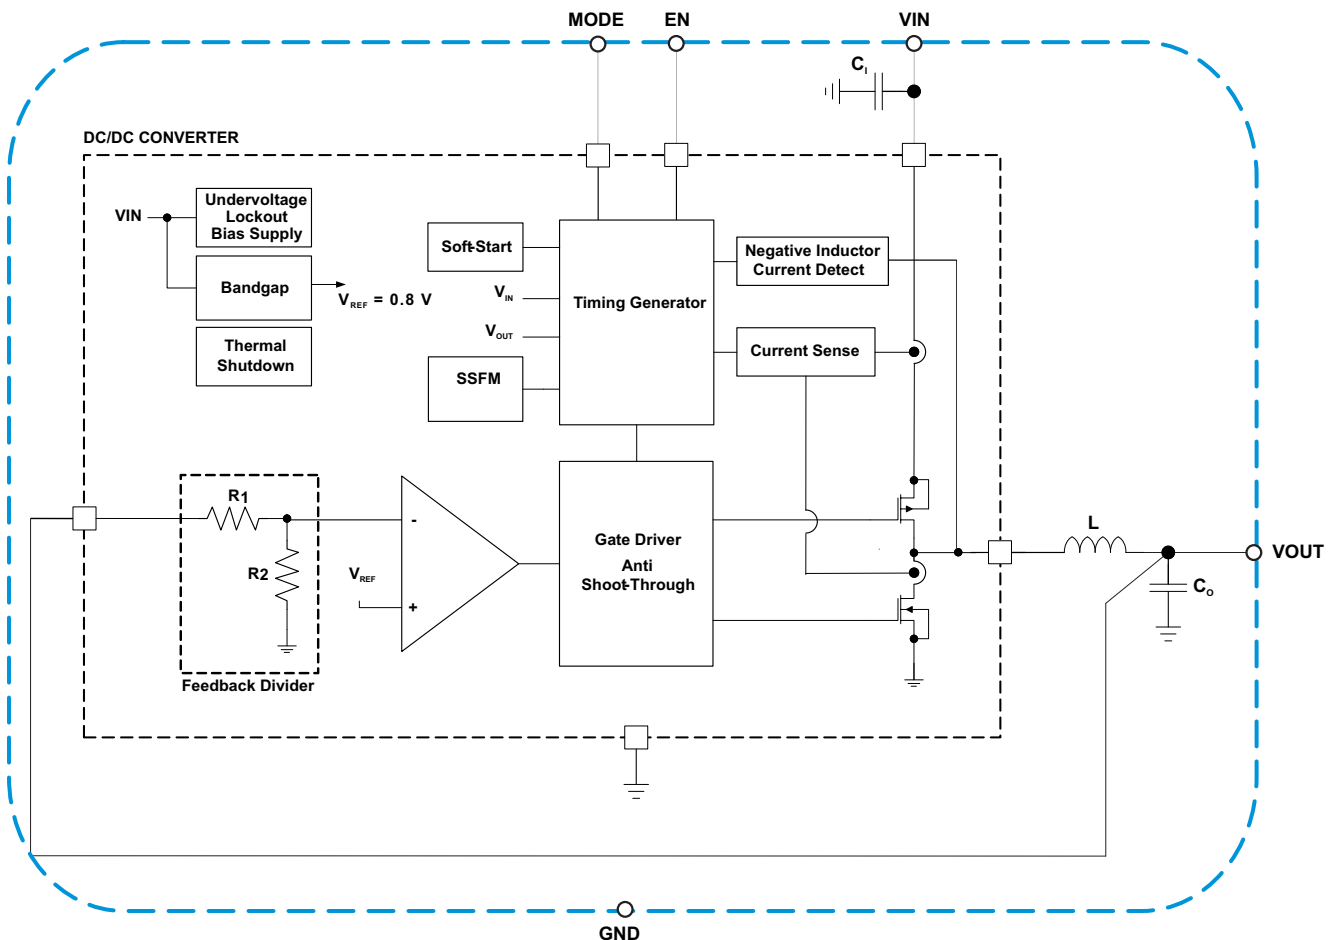 MODE
EN
VIN
CI
DC/DC CONVERTER
Undervoltage
Lockout
Bias Supply
VIN
Bandgap
VREF = 0.8 V
Thermal
Shutdown
Soft-Start
VIN
VOUT
SSFM
Timing Generator
Negative Inductor
Current Detect
Current Sense
R1
R2
Feedback Divider
-
VREF
+
Gate Driver
Anti
Shoot-Through
L
VOUT
CO
GND